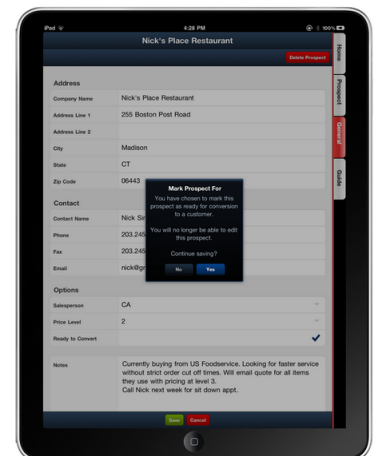 iPad 4:28 PM 100%
Nick's Place Restaurant
Delete Prospect
Home
Prospect
General
Guide
Address
Company Name Nick's Place Restaurant
Address Line 1 255 Boston Post Road
Address Line 2
City Madison
State CT
Zip Code 06443
Contact
Contact Name Nick
Phone 203.245
Fax 203.245
Email
Mark Prospect For
You have chosen to mark this
prospect as ready for conversion
to a customer.
You will no longer be able to edit
this prospect.
Continue saving?
No Yes
Options
Salesperson CA
Price Level 2
Ready to Convert
Notes Currently buying from US Foodservice. Looking for faster service
without strict order cut off times. Will email quote for all items
they use with pricing at level 3.
Call Nick next week for sit down appt.
Save Cancel